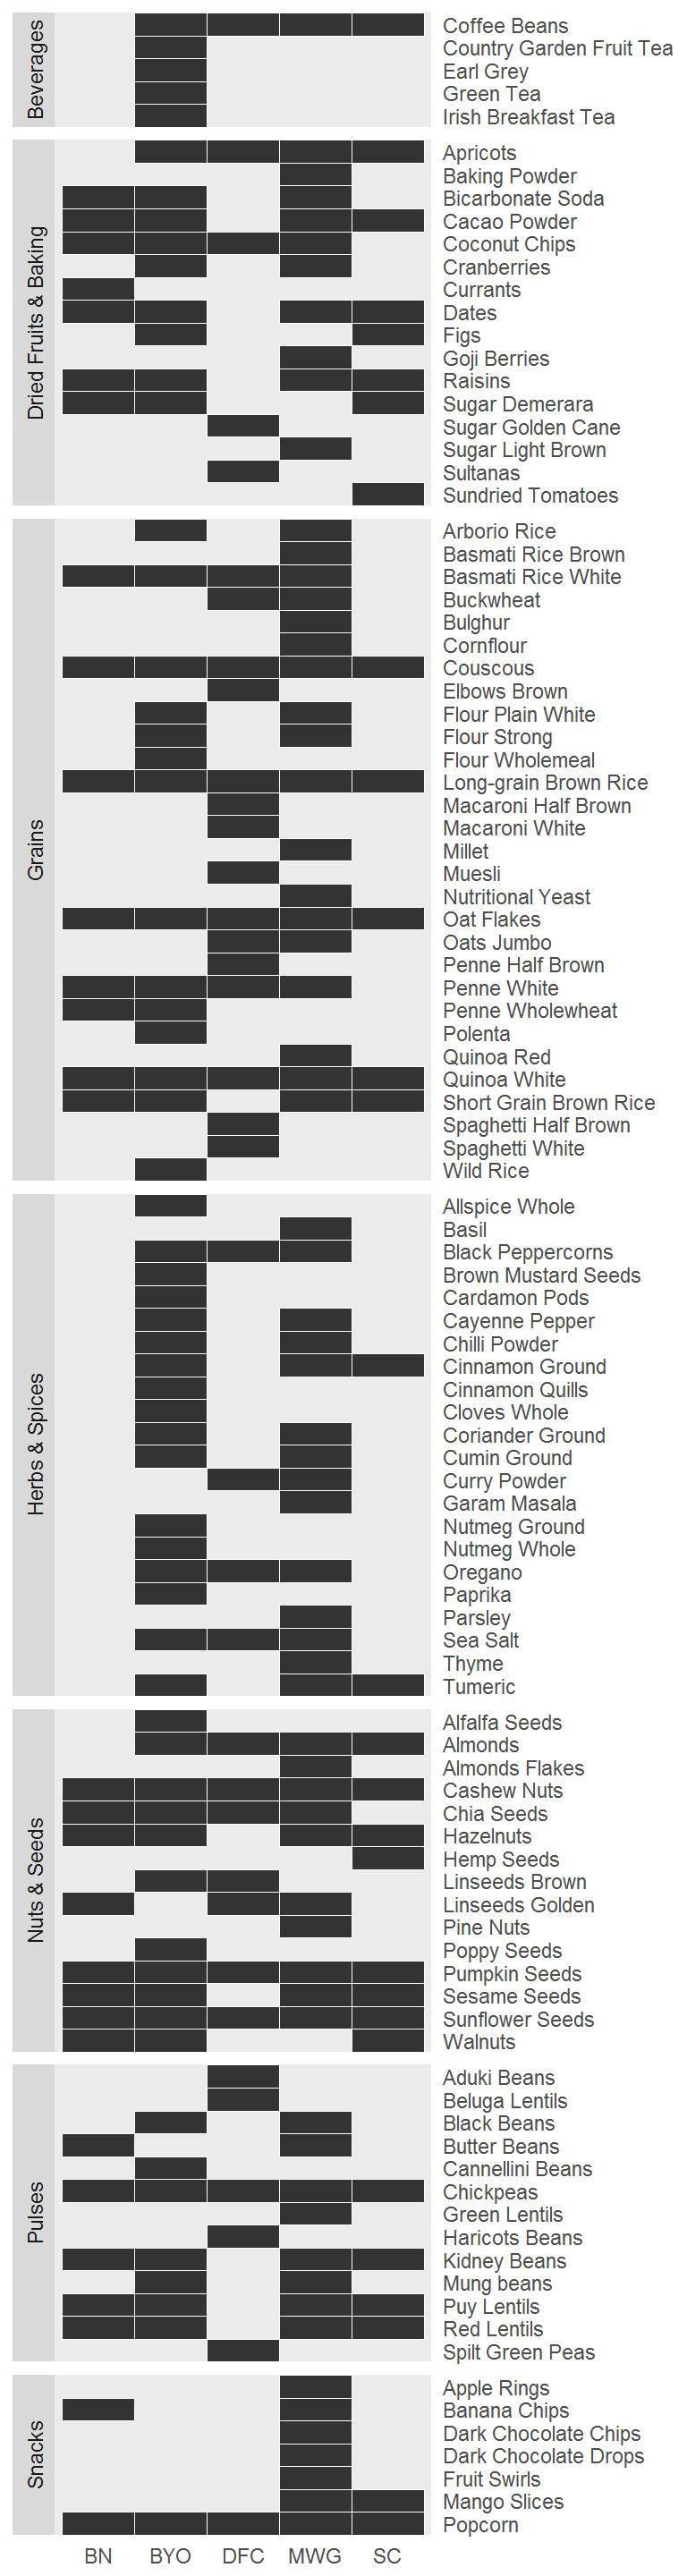 Beverages
Coffee Beans
Country Garden Fruit Tea
Earl Grey
Green Tea
Irish Breakfast Tea
Dried Fruits & Baking
Apricots
Baking Powder
Bicarbonate Soda
Cacao Powder
Coconut Chips
Cranberries
Currants
Dates
Figs
Goji Berries
Raisins
Sugar Demerara
Sugar Golden Cane
Sugar Light Brown
Sultanas
Sundried Tomatoes
Grains
Arborio Rice
Basmati Rice Brown
Basmati Rice White
Buckwheat
Bulghur
Cornflour
Couscous
Elbows Brown
Flour Plain White
Flour Strong
Flour Wholemeal
Long-grain Brown Rice
Macaroni Half Brown
Macaroni White
Millet
Muesli
Nutritional Yeast
Oat Flakes
Oats Jumbo
Penne Half Brown
Penne White
Penne Wholewheat
Polenta
Quinoa Red
Quinoa White
Short Grain Brown Rice
Spaghetti Half Brown
Spaghetti White
Wild Rice
Herbs & Spices
Allspice Whole
Basil
Black Peppercorns
Brown Mustard Seeds
Cardamon Pods
Cayenne Pepper
Chilli Powder
Cinnamon Ground
Cinnamon Quills
Cloves Whole
Coriander Ground
Cumin Ground
Curry Powder
Garam Masala
Nutmeg Ground
Nutmeg Whole
Oregano
Paprika
Parsley
Sea Salt
Thyme
Tumeric
Nuts & Seeds
Alfalfa Seeds
Almonds
Almonds Flakes
Cashew Nuts
Chia Seeds
Hazelnuts
Hemp Seeds
Linseeds Brown
Linseeds Golden
Pine Nuts
Poppy Seeds
Pumpkin Seeds
Sesame Seeds
Sunflower Seeds
Walnuts
Pulses
Aduki Beans
Beluga Lentils
Black Beans
Butter Beans
Cannellini Beans
Chickpeas
Green Lentils
Haricots Beans
Kidney Beans
Mung beans
Puy Lentils
Red Lentils
Spilt Green Peas
Snacks
Apple Rings
Banana Chips
Dark Chocolate Chips
Dark Chocolate Drops
Fruit Swirls
Mango Slices
Popcorn
BN BYO DFC MWG SC